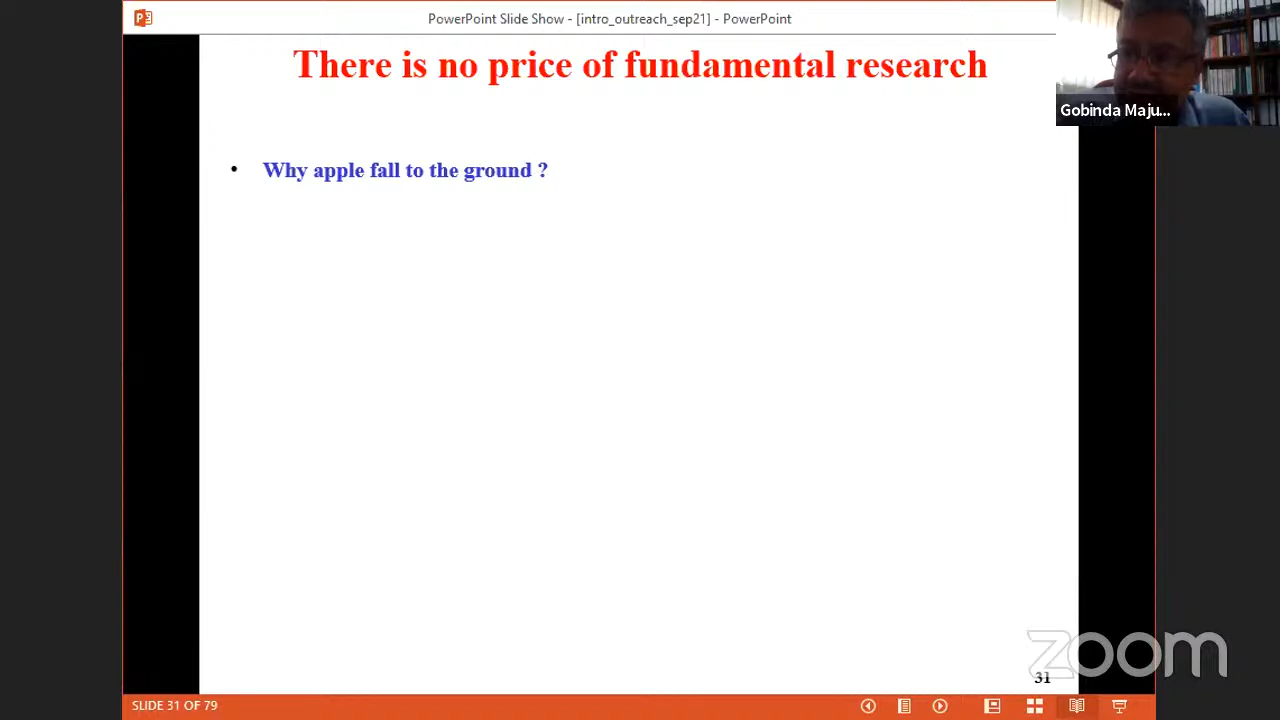 PowerPoint Slide Show - [intro_outreach_sep21] - PowerPoint
There is no price of fundamental research
Gobinda Maju...
• Why apple fall to the ground ?
zoom
31
SLIDE 31 OF 79